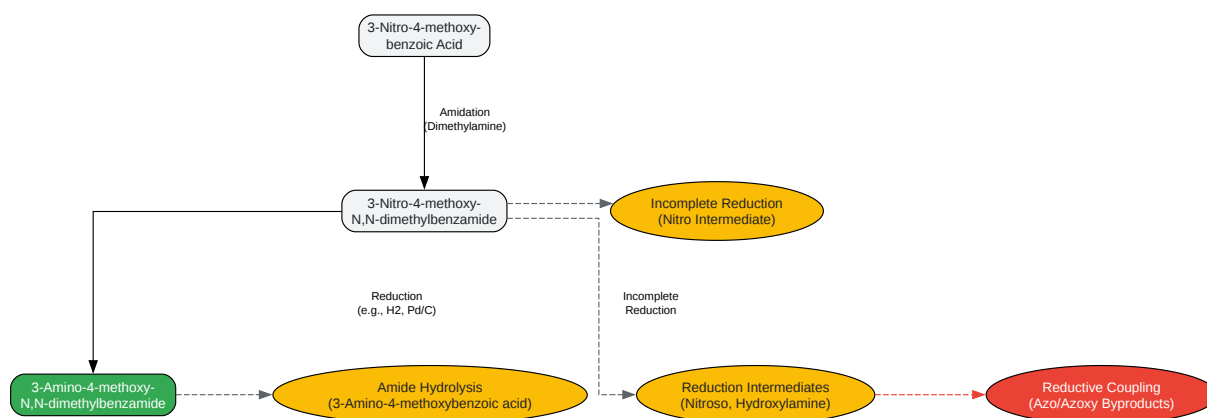 3-Nitro-4-methoxy-
benzoic Acid
Amidation
(Dimethylamine)
3-Nitro-4-methoxy-
N,N-dimethylbenzamide
Incomplete Reduction
(Nitro Intermediate)
Reduction
(e.g., H2, Pd/C)
Incomplete
Reduction
3-Amino-4-methoxy-
N,N-dimethylbenzamide
Amide Hydrolysis
(3-Amino-4-methoxybenzoic acid)
Reduction Intermediates
(Nitroso, Hydroxylamine)
Reductive Coupling
(Azo/Azoxy Byproducts)